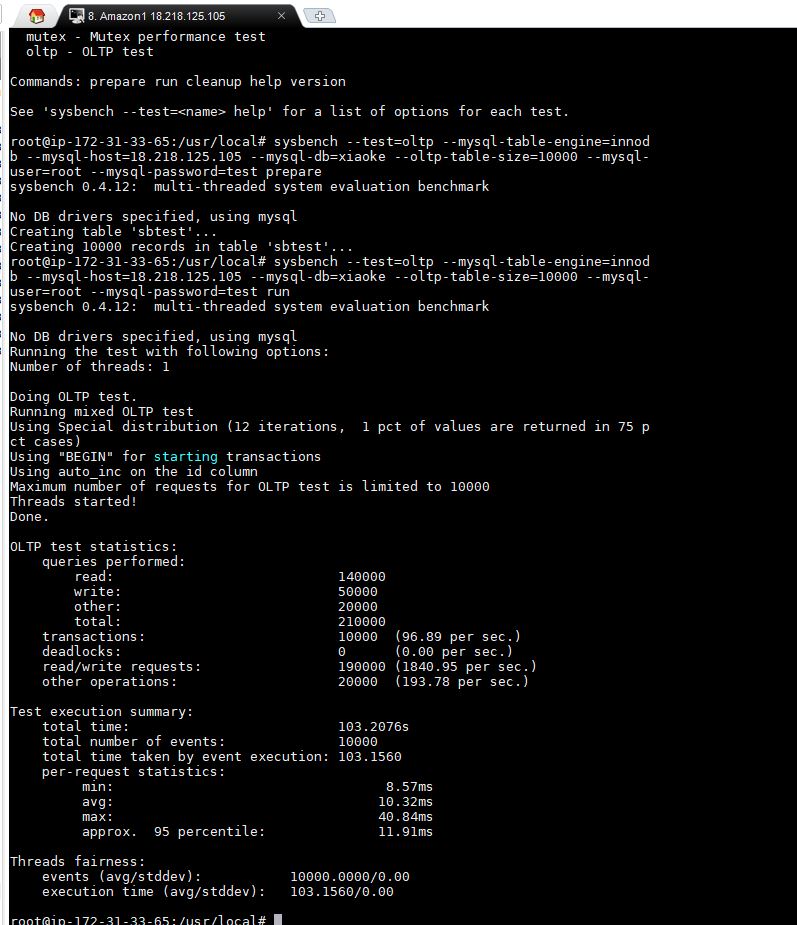 8. Amazon1 18.218.125.105
mutex - Mutex performance test
oltp - OLTP test
Commands: prepare run cleanup help version
See 'sysbench --test=<name> help' for a list of options for each test.
root@ip-172-31-33-65:/usr/local# sysbench --test=oltp --mysql-table-engine=innod
b --mysql-host=18.218.125.105 --mysql-db=xiaoke --oltp-table-size=10000 --mysql-
user=root --mysql-password=test prepare
sysbench 0.4.12:  multi-threaded system evaluation benchmark
No DB drivers specified, using mysql
Creating table 'sbtest'...
Creating 10000 records in table 'sbtest'...
root@ip-172-31-33-65:/usr/local# sysbench --test=oltp --mysql-table-engine=innod
b --mysql-host=18.218.125.105 --mysql-db=xiaoke --oltp-table-size=10000 --mysql-
user=root --mysql-password=test run
sysbench 0.4.12:  multi-threaded system evaluation benchmark
No DB drivers specified, using mysql
Running the test with following options:
Number of threads: 1
Doing OLTP test.
Running mixed OLTP test
Using Special distribution (12 iterations,  1 pct of values are returned in 75 p
ct cases)
Using "BEGIN" for starting transactions
Using auto_inc on the id column
Maximum number of requests for OLTP test is limited to 10000
Threads started!
Done.
OLTP test statistics:
queries performed:
read: 140000
write: 50000
other: 20000
total: 210000
transactions: 10000  (96.89 per sec.)
deadlocks: 0      (0.00 per sec.)
read/write requests: 190000 (1840.95 per sec.)
other operations: 20000  (193.78 per sec.)
Test execution summary:
total time: 103.2076s
total number of events: 10000
total time taken by event execution: 103.1560
per-request statistics:
min: 8.57ms
avg: 10.32ms
max: 40.84ms
approx.  95 percentile: 11.91ms
Threads fairness:
events (avg/stddev): 10000.0000/0.00
execution time (avg/stddev): 103.1560/0.00
root@ip-172-31-33-65:/usr/local#